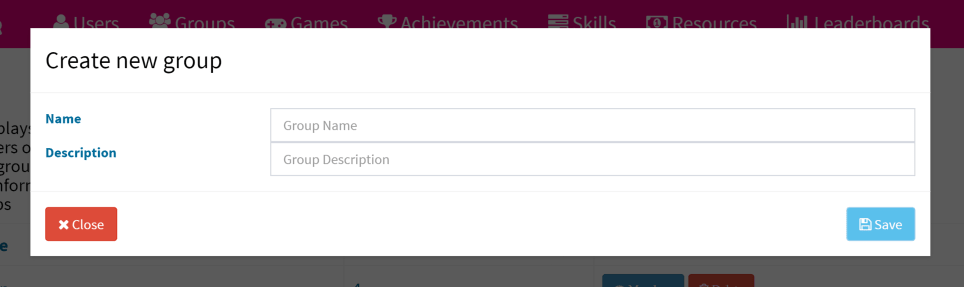 Users Groups Games Achievements Skills Resources Leaderboards
Create new group
Name
Group Name
Description
Group Description
Close
Save